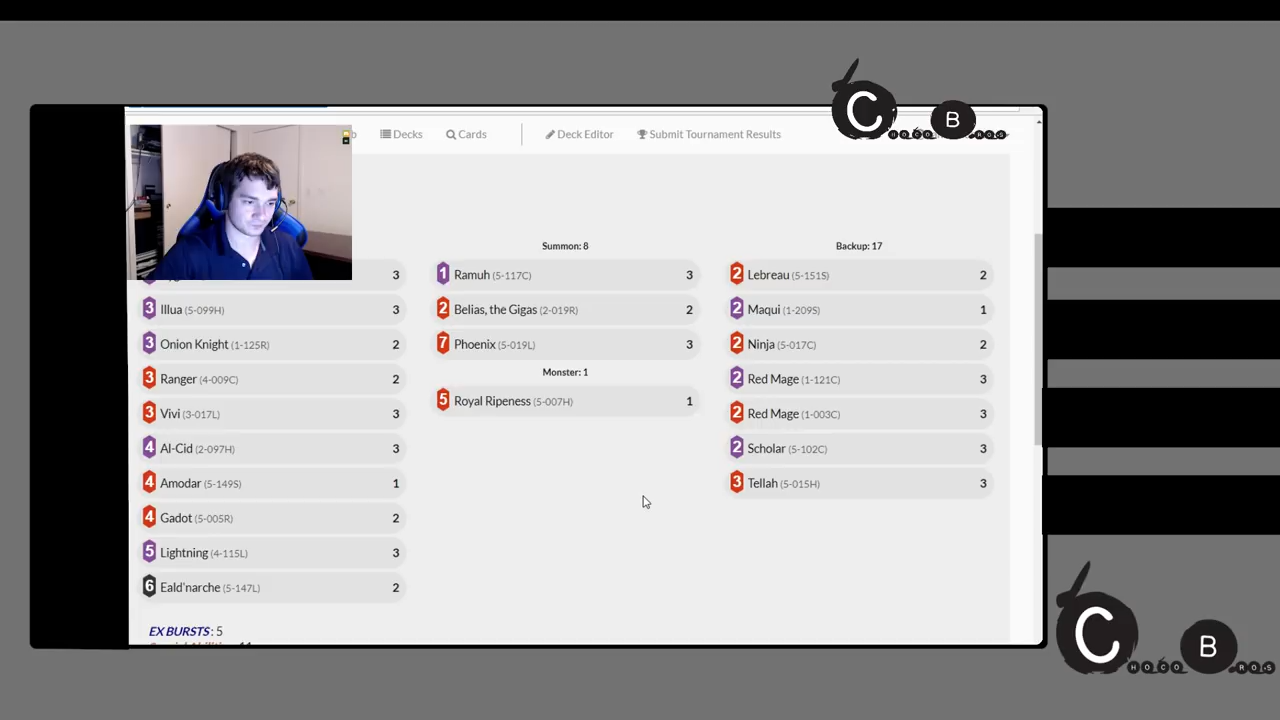 Decks
Cards
Deck Editor
Submit Tournament Results
C HOCO B ROS
3
3 Illua (5-099H) 3
3 Onion Knight (1-125R) 2
3 Ranger (4-009C) 2
3 Vivi (3-017L) 3
4 Al-Cid (2-097H) 3
4 Amodar (5-149S) 1
4 Gadot (5-005R) 2
5 Lightning (4-115L) 3
6 Eald'narche (5-147L) 2
EX BURSTS: 5
Summon: 8
1 Ramuh (5-117C) 3
2 Belias, the Gigas (2-019R) 2
7 Phoenix (5-019L) 3
Monster: 1
5 Royal Ripeness (5-007H) 1
Backup: 17
2 Lebreau (5-151S) 2
2 Maqui (1-209S) 1
2 Ninja (5-017C) 2
2 Red Mage (1-121C) 3
2 Red Mage (1-003C) 3
2 Scholar (5-102C) 3
3 Tellah (5-015H) 3
C HOCO B ROS